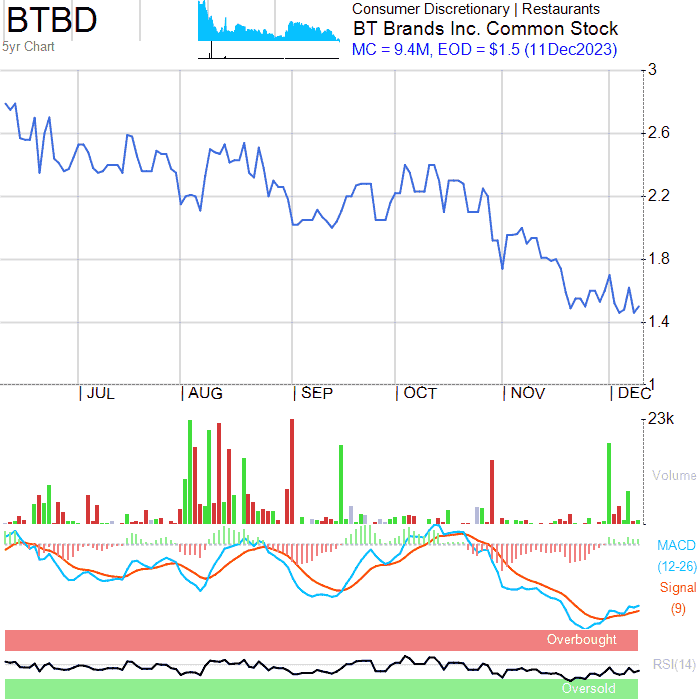 BTBD
5yr Chart
Consumer Discretionary | Restaurants
BT Brands Inc. Common Stock
MC = 9.4M, EOD = $1.5 (11Dec2023)
3
2.6
2.2
1.8
1.4
1
| JUL
| AUG
| SEP
| OCT
| NOV
| DEC
23k
Volume
MACD
(12-26)
Signal
(9)
Overbought
RSI(14)
Oversold